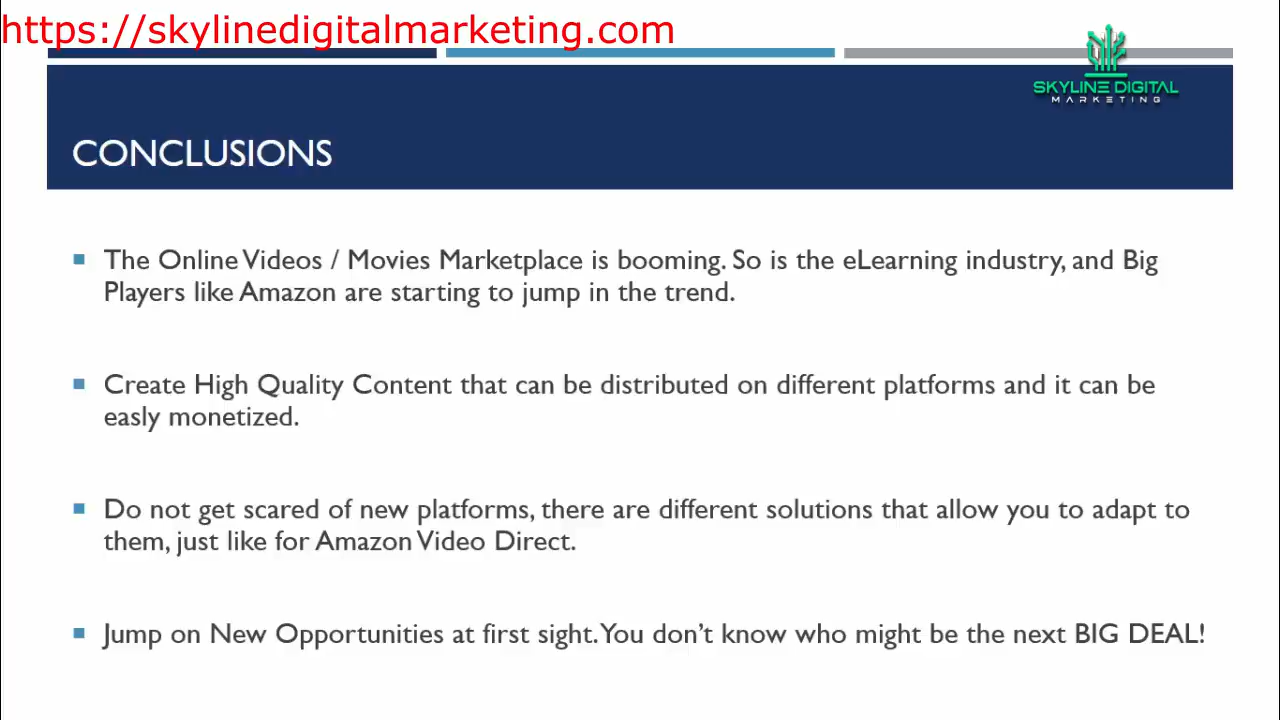 https://skylinedigitalmarketing.com
SKYLINE DIGITAL
MARKETING
CONCLUSIONS
The Online Videos / Movies Marketplace is booming. So is the eLearning industry, and Big
Players like Amazon are starting to jump in the trend.
Create High Quality Content that can be distributed on different platforms and it can be
easly monetized.
Do not get scared of new platforms, there are different solutions that allow you to adapt to
them, just like for Amazon Video Direct.
Jump on New Opportunities at first sight. You don’t know who might be the next BIG DEAL!